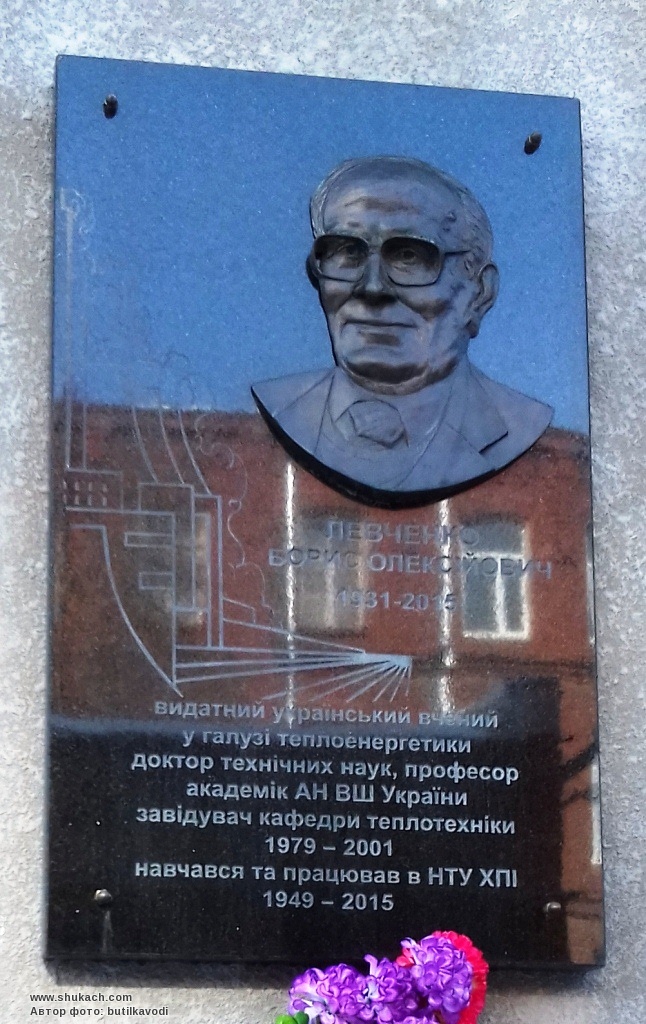 ЛЕВЧЕНКО
БОРИС ОЛЕКСІЙОВИЧ
1931-2015
видатний український вчений
у галузі теплоенергетики
доктор технічних наук, професор
академік АН ВШ України
завідувач кафедри теплотехніки
1979 – 2001
навчався та працював в НТУ ХПІ
1949 – 2015
www.shukach.com
Автор фото: butilkavodi